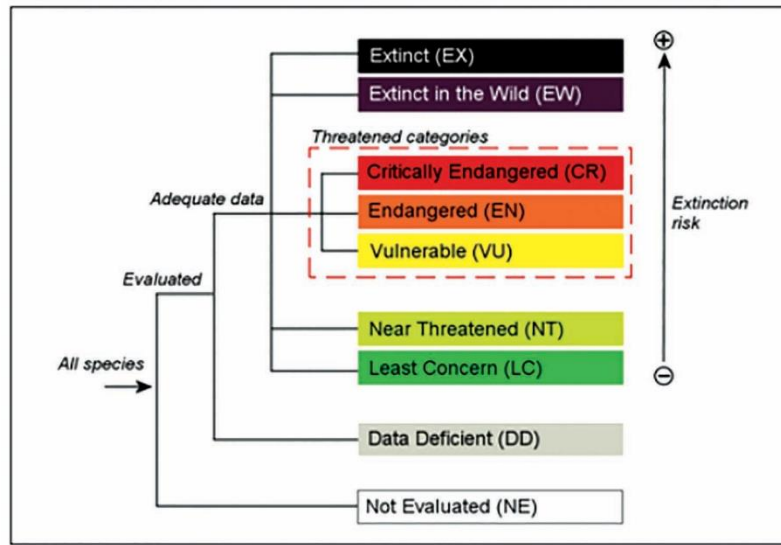 Extinct (EX)
Extinct in the Wild (EW)
Threatened categories
Critically Endangered (CR)
Adequate data
Endangered (EN)
Extinction
risk
Vulnerable (VU)
Evaluated
Near Threatened (NT)
All species
Least Concern (LC)
Data Deficient (DD)
Not Evaluated (NE)